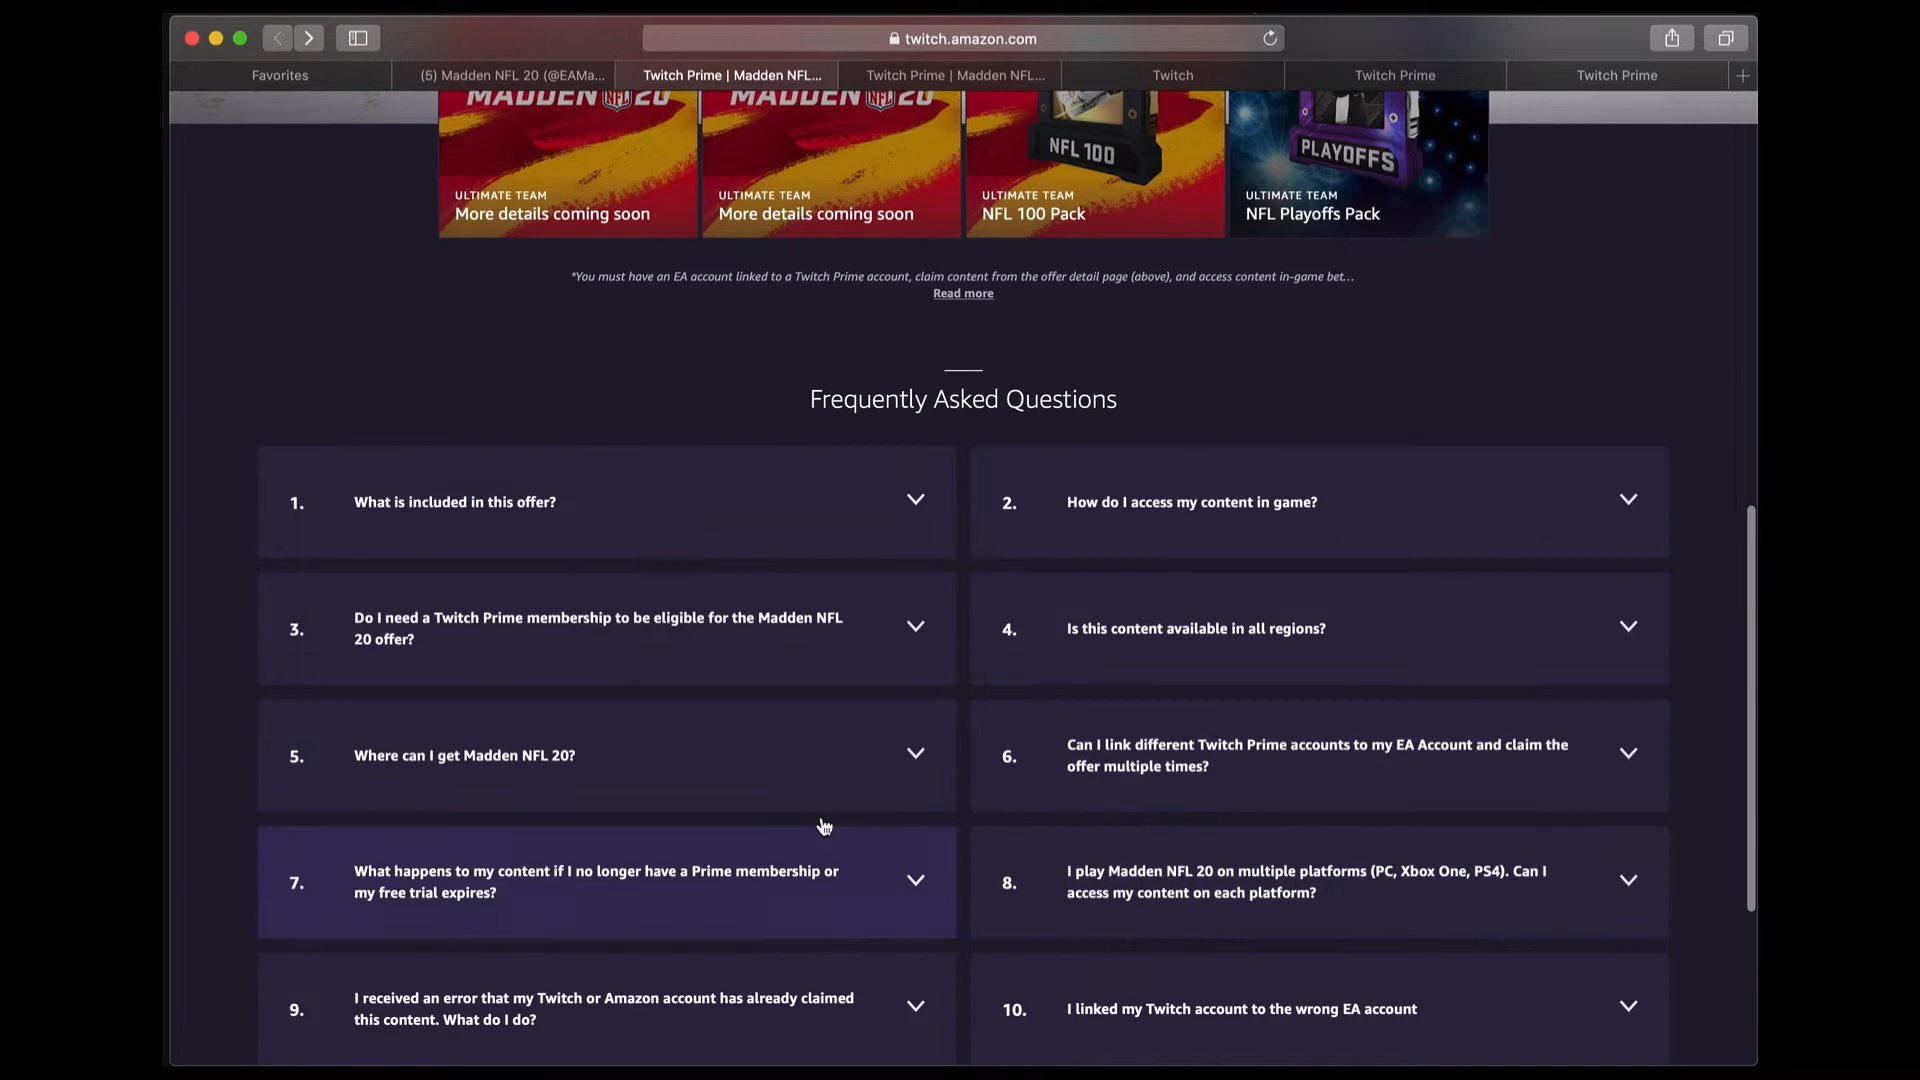 twitch.amazon.com
Favorites
(5) Madden NFL 20 (@EAMa...
Twitch Prime | Madden NFL...
Twitch Prime | Madden NFL...
Twitch
Twitch Prime
Twitch Prime
MADDEN NFL 20
MADDEN NFL 20
NFL 100
PLAYOFFS
ULTIMATE TEAM
More details coming soon
ULTIMATE TEAM
More details coming soon
ULTIMATE TEAM
NFL 100 Pack
ULTIMATE TEAM
NFL Playoffs Pack
*You must have an EA account linked to a Twitch Prime account, claim content from the offer detail page (above), and access content in-game bet...
Read more
Frequently Asked Questions
1. What is included in this offer?
2. How do I access my content in game?
3. Do I need a Twitch Prime membership to be eligible for the Madden NFL
20 offer?
4. Is this content available in all regions?
5. Where can I get Madden NFL 20?
6. Can I link different Twitch Prime accounts to my EA Account and claim the
offer multiple times?
7. What happens to my content if I no longer have a Prime membership or
my free trial expires?
8. I play Madden NFL 20 on multiple platforms (PC, Xbox One, PS4). Can I
access my content on each platform?
9. I received an error that my Twitch or Amazon account has already claimed
this content. What do I do?
10. I linked my Twitch account to the wrong EA account